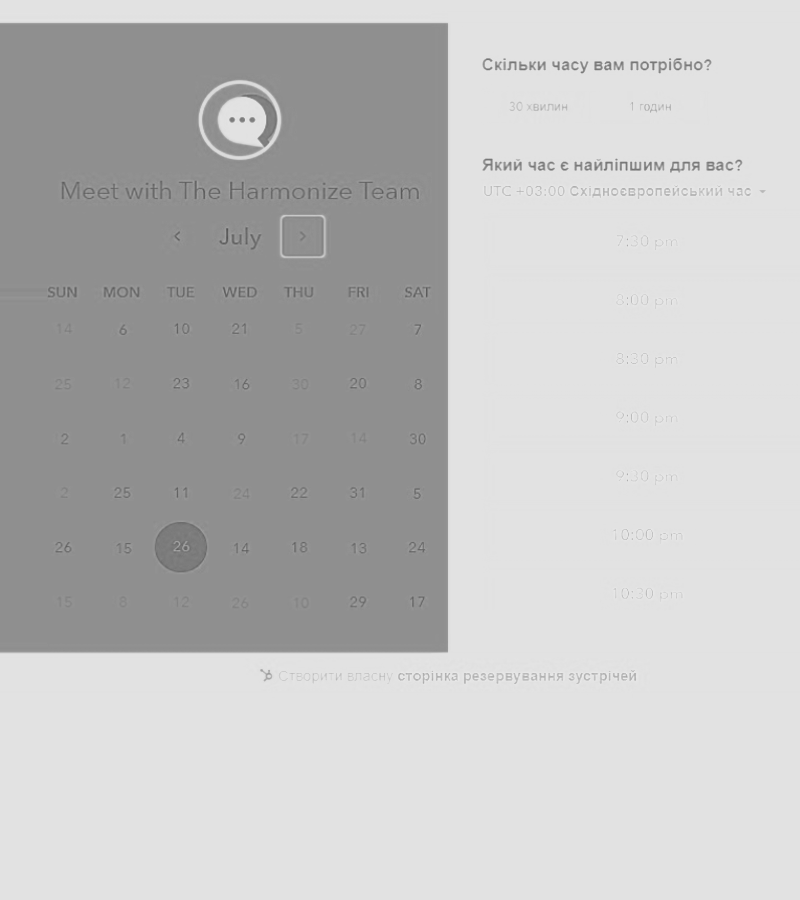 Meet with The Harmonize Team
July
SUN MON TUE WED THU FRI SAT
14 6 10 21 5 27 7
25 12 23 16 30 20 8
2 1 4 9 17 14 30
2 25 11 24 22 31 5
26 15 26 14 18 13 24
15 8 12 26 10 29 17
Скільки часу вам потрібно?
30 хвилин 1 годин
Який час є найліпшим для вас?
UTC +03:00 Східноєвропейський час
7:30 pm
8:00 pm
8:30 pm
9:00 pm
9:30 pm
10:00 pm
10:30 pm
Створити власну сторінка резервування зустрічей